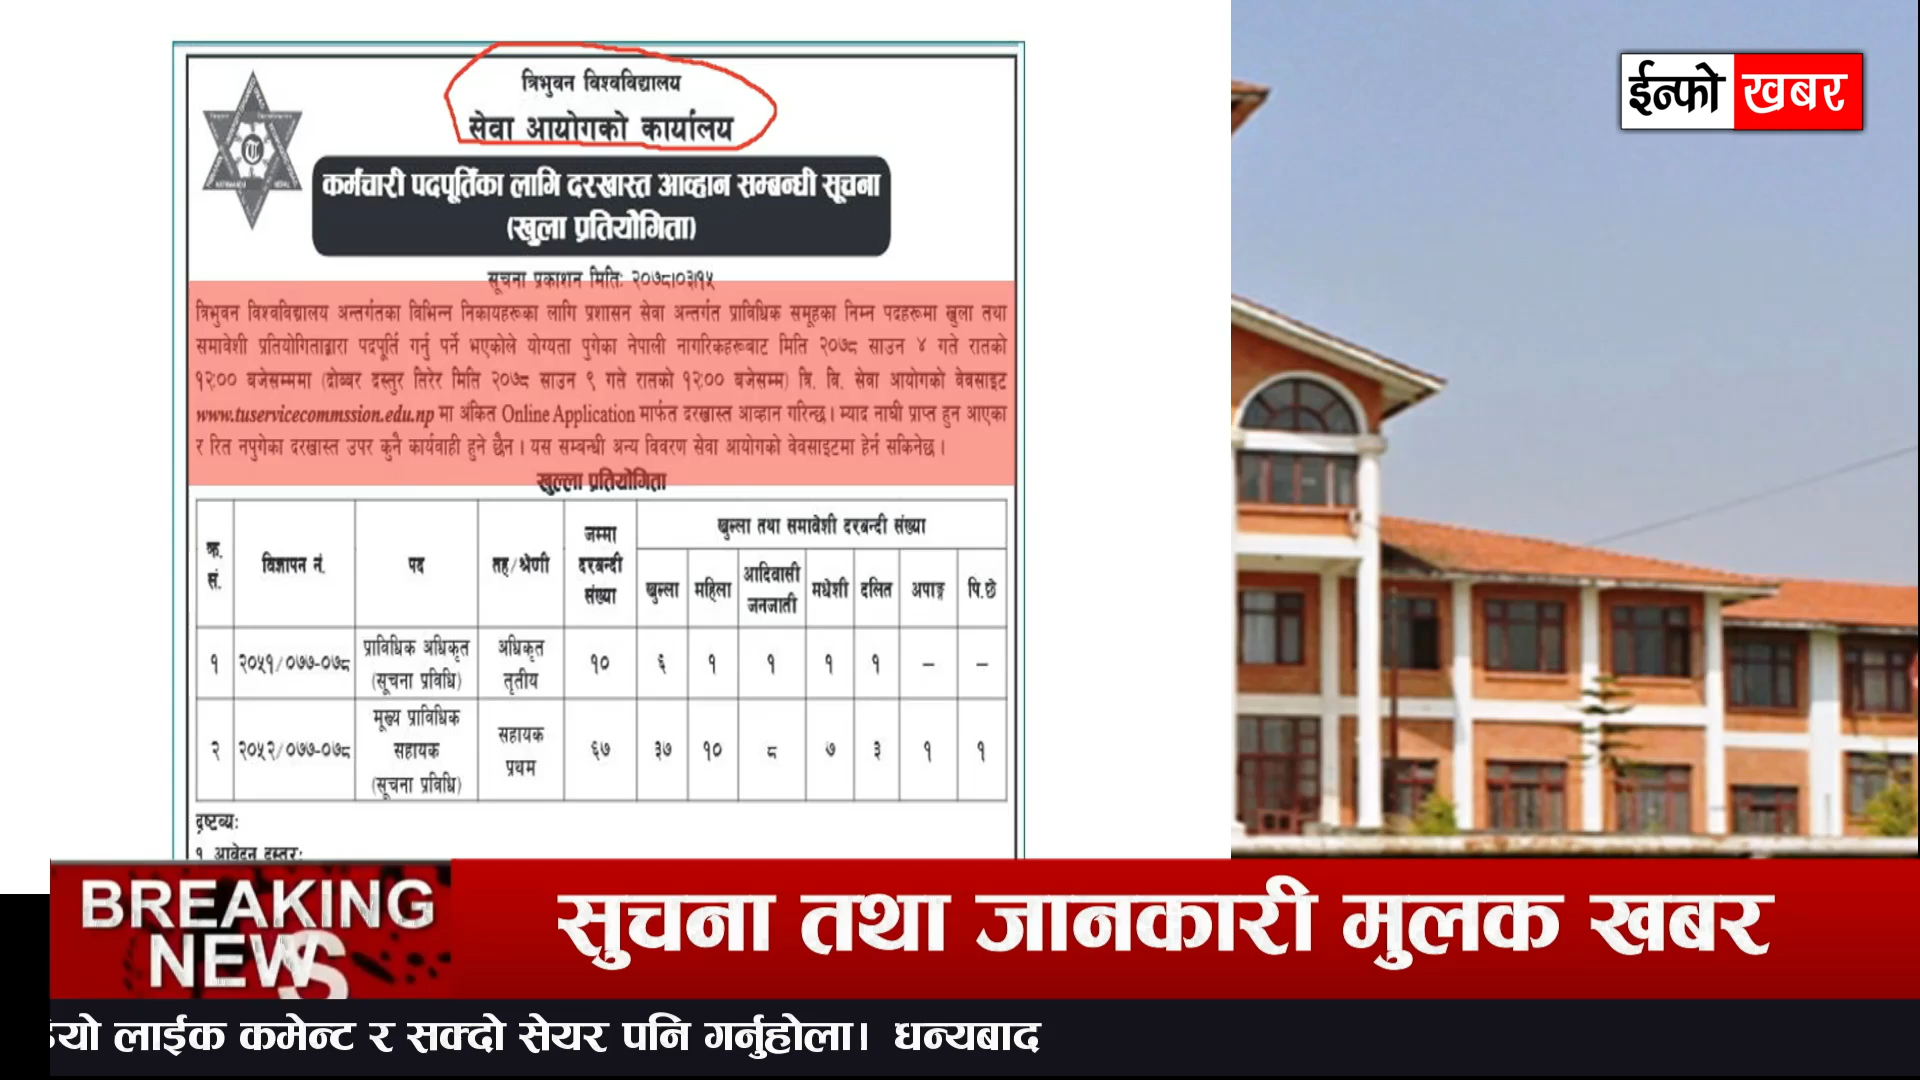 त्रिभुवन विश्वविद्यालय
सेवा आयोगको कार्यालय
कर्मचारी पदपूर्तिका लागि दरखास्त आव्हान सम्बन्धी सूचना
(खुला प्रतियोगिता)
सूचना प्रकाशन मितिः २०७८।०३।१५
त्रिभुवन विश्वविद्यालय अन्तर्गतका विभिन्न निकायहरूका लागि प्रशासन सेवा अन्तर्गत प्राविधिक समूहका निम्न पदहरूमा खुला तथा
समावेशी प्रतियोगिताद्वारा पदपूर्ति गर्नु पर्ने भएकोले योग्यता पुगेका नेपाली नागरिकहरूबाट मिति २०७८ साउन ४ गते रातको
१२:०० बजेसम्ममा (दोब्बर दस्तुर तिरेर मिति २०७८ साउन ९ गते रातको १२:०० बजेसम्म) त्रि. वि. सेवा आयोगको वेबसाइट
www.tuservicecommssion.edu.np मा अंकित Online Application मार्फत दरखास्त आव्हान गरिन्छ । म्याद नाघी प्राप्त हुन आएका
र रित नपुगेका दरखास्त उपर कुनै कार्यवाही हुने छैन । यस सम्बन्धी अन्य विवरण सेवा आयोगको वेवसाइटमा हेर्न सकिनेछ ।
खुल्ला प्रतियोगिता
क्र. सं. विज्ञापन नं. पद तह/श्रेणी जम्मा दरबन्दी संख्या खुल्ला तथा समावेशी दरबन्दी संख्या
खुल्ला महिला आदिवासी जनजाती मधेशी दलित अपाङ्ग पि.छे
१ २०५१/०७७-०७८ प्राविधिक अधिकृत (सूचना प्रविधि) अधिकृत तृतीय १० ६ १ १ १ १ – –
२ २०५२/०७७-०७८ मूख्य प्राविधिक सहायक (सूचना प्रविधि) सहायक प्रथम ६७ ३७ १० ८ ७ ३ १ १
द्रष्टव्यः
१ आवेदन दस्तुरः
ईन्फो खबर
BREAKING
NEWS
सुचना तथा जानकारी मुलक खबर
लाईक कमेन्ट र सक्दो सेयर पनि गर्नुहोला। धन्यबाद